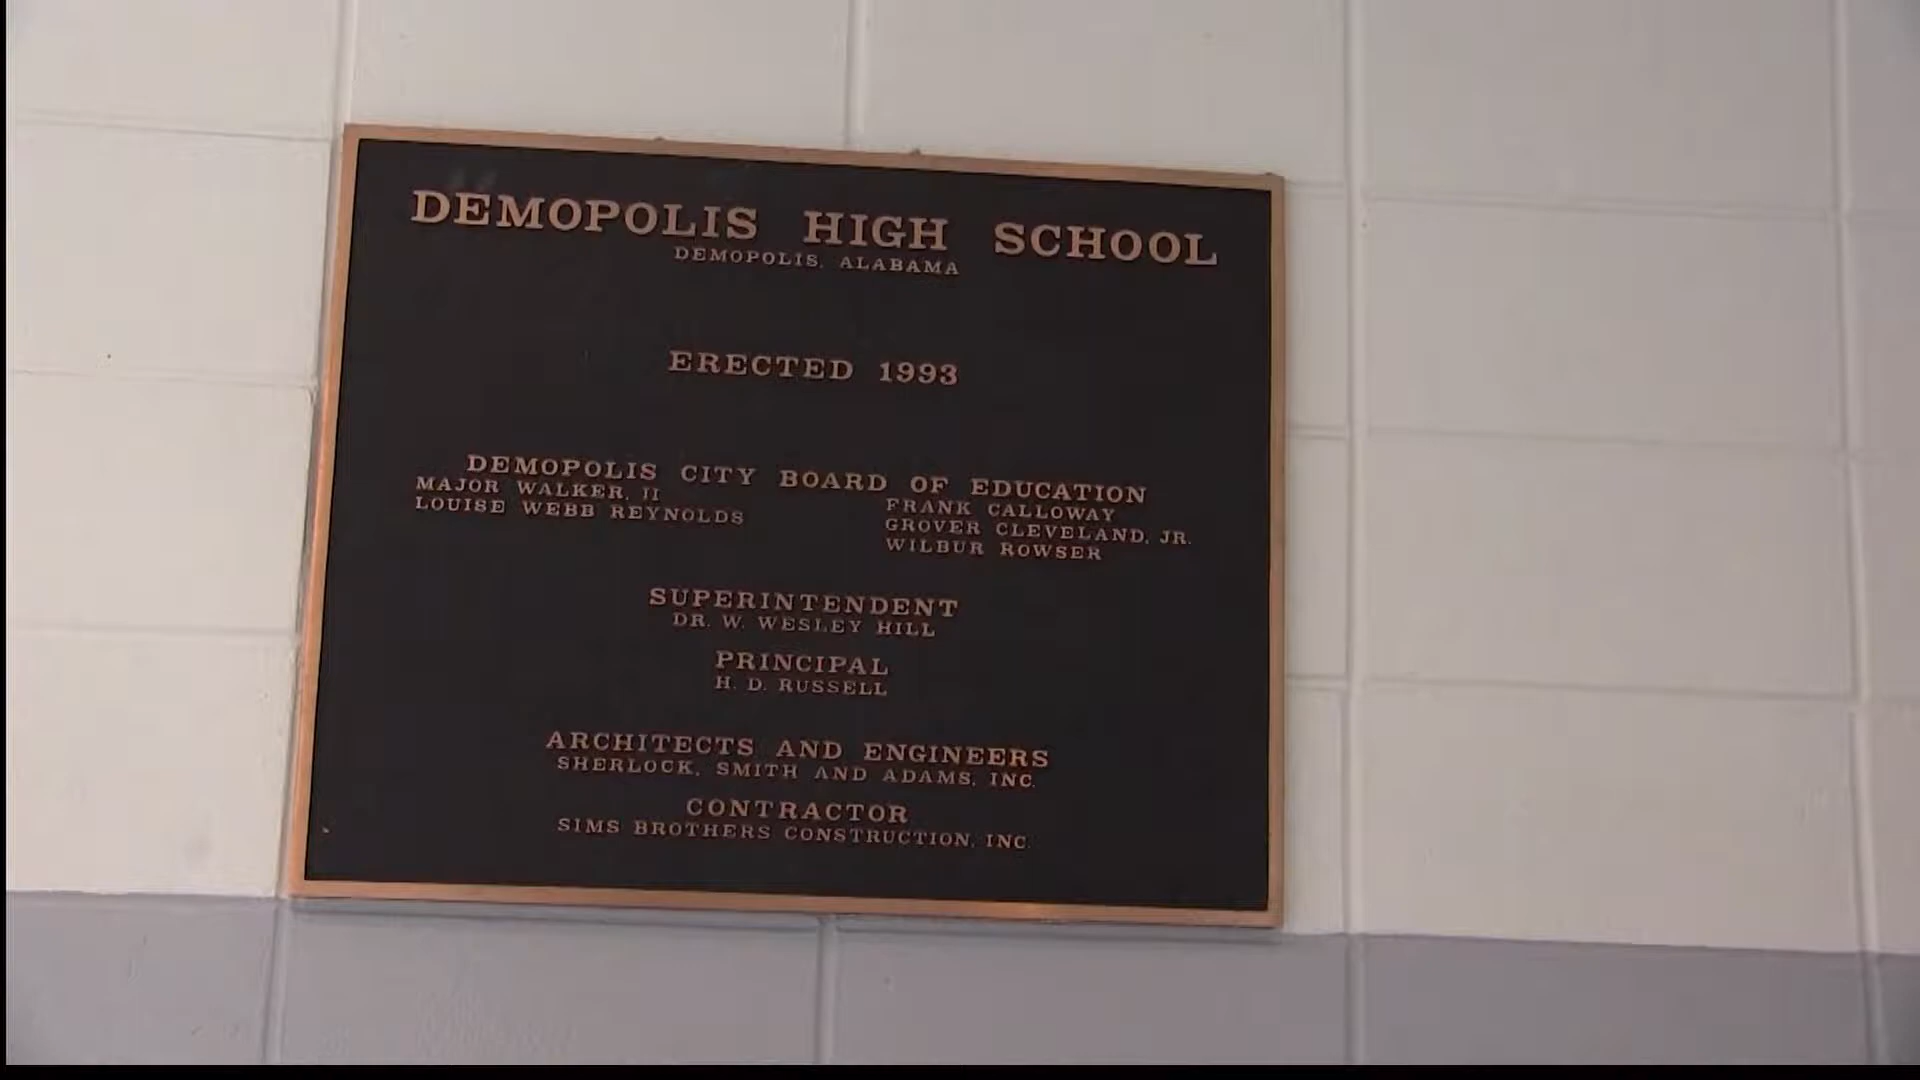 DEMOPOLIS HIGH SCHOOL
DEMOPOLIS, ALABAMA
ERECTED 1993
DEMOPOLIS CITY BOARD OF EDUCATION
MAJOR WALKER, II
LOUISE WEBB REYNOLDS
FRANK CALLOWAY
GROVER CLEVELAND, JR.
WILBUR ROWSER
SUPERINTENDENT
DR. W. WESLEY HILL
PRINCIPAL
H. D. RUSSELL
ARCHITECTS AND ENGINEERS
SHERLOCK, SMITH AND ADAMS, INC.
CONTRACTOR
SIMS BROTHERS CONSTRUCTION, INC.